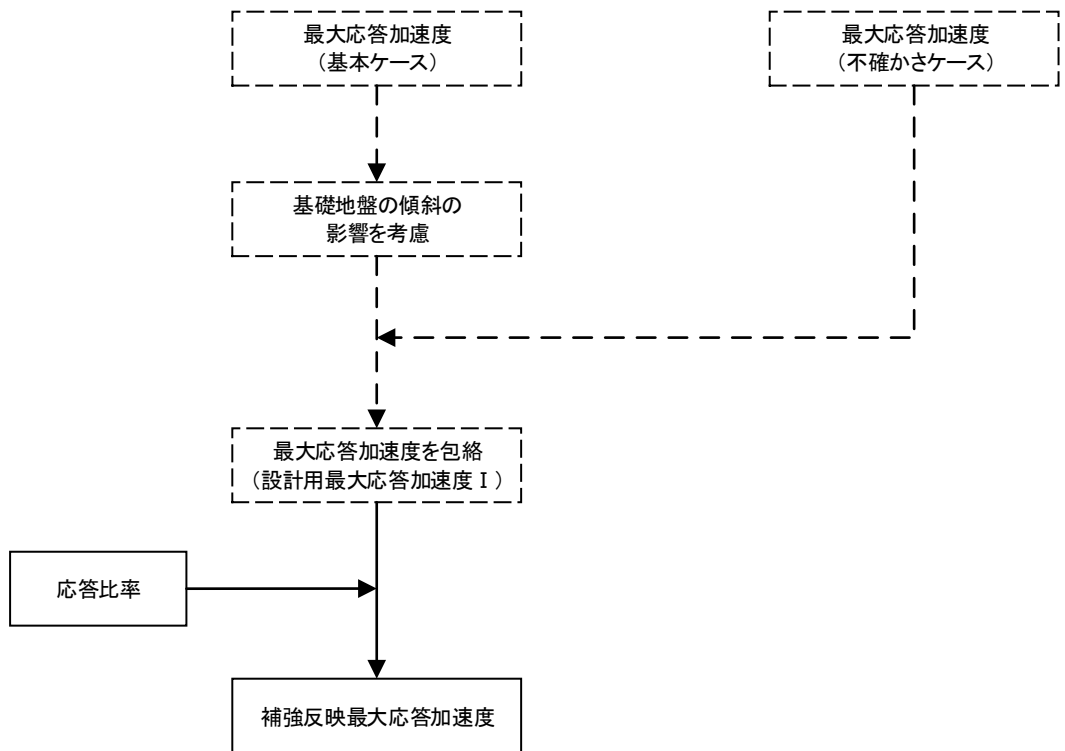 最大応答加速度
（基本ケース）
最大応答加速度
（不確かさケース）
基礎地盤の傾斜の
影響を考慮
最大応答加速度を包絡
（設計用最大応答加速度Ⅰ）
応答比率
補強反映最大応答加速度